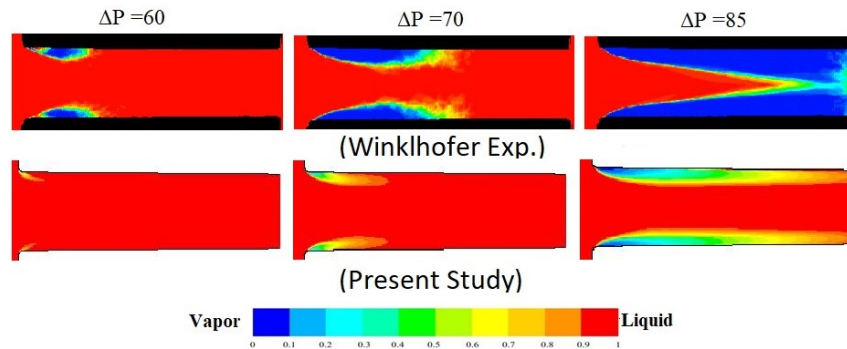 ΔP =60 ΔP =70 ΔP =85
(Winklhofer Exp.)
(Present Study)
Vapor Liquid
0 0.1 0.2 0.3 0.4 0.5 0.6 0.7 0.8 0.9 1